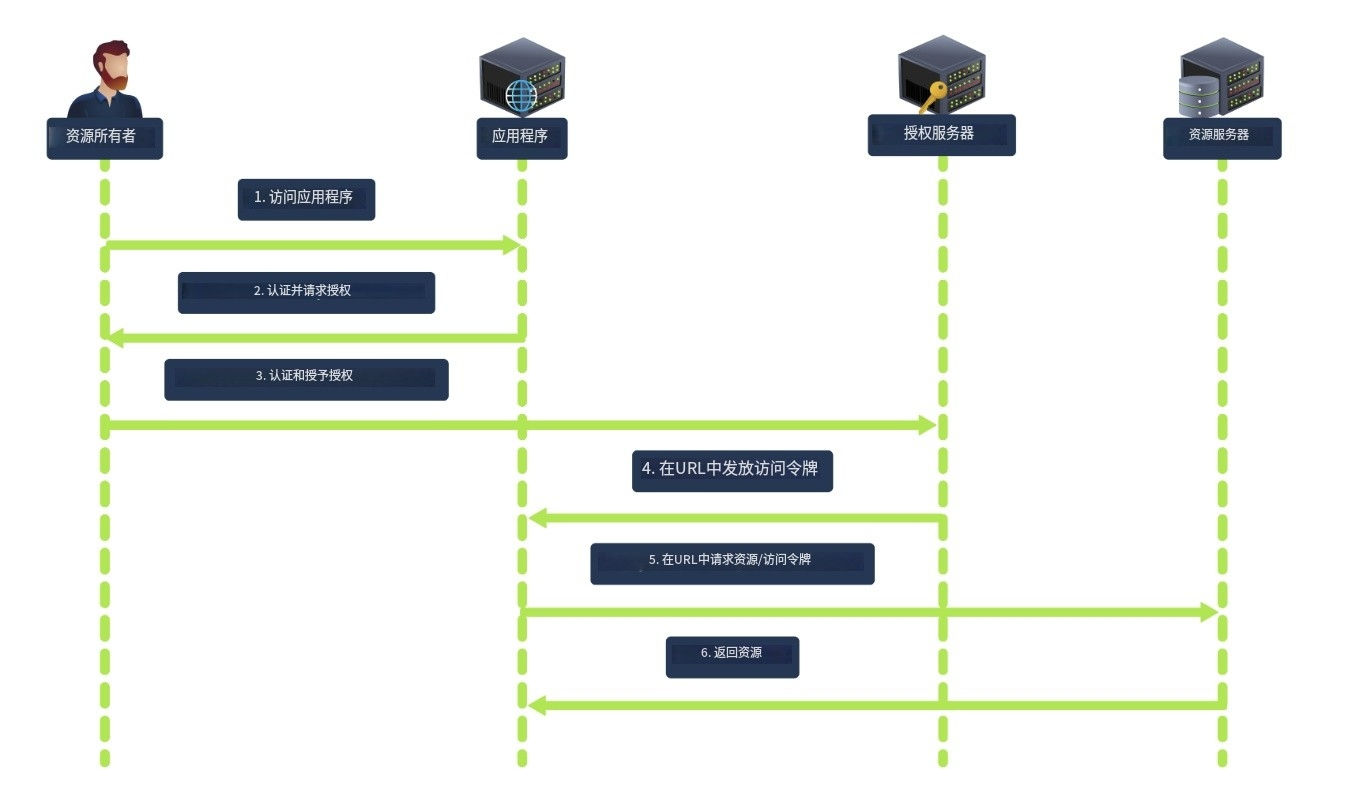 资源所有者
应用程序
授权服务器
资源服务器
1. 访问应用程序
2. 认证并请求授权
3. 认证和授予授权
4. 在URL中发放访问令牌
5. 在URL中请求资源/访问令牌
6. 返回资源